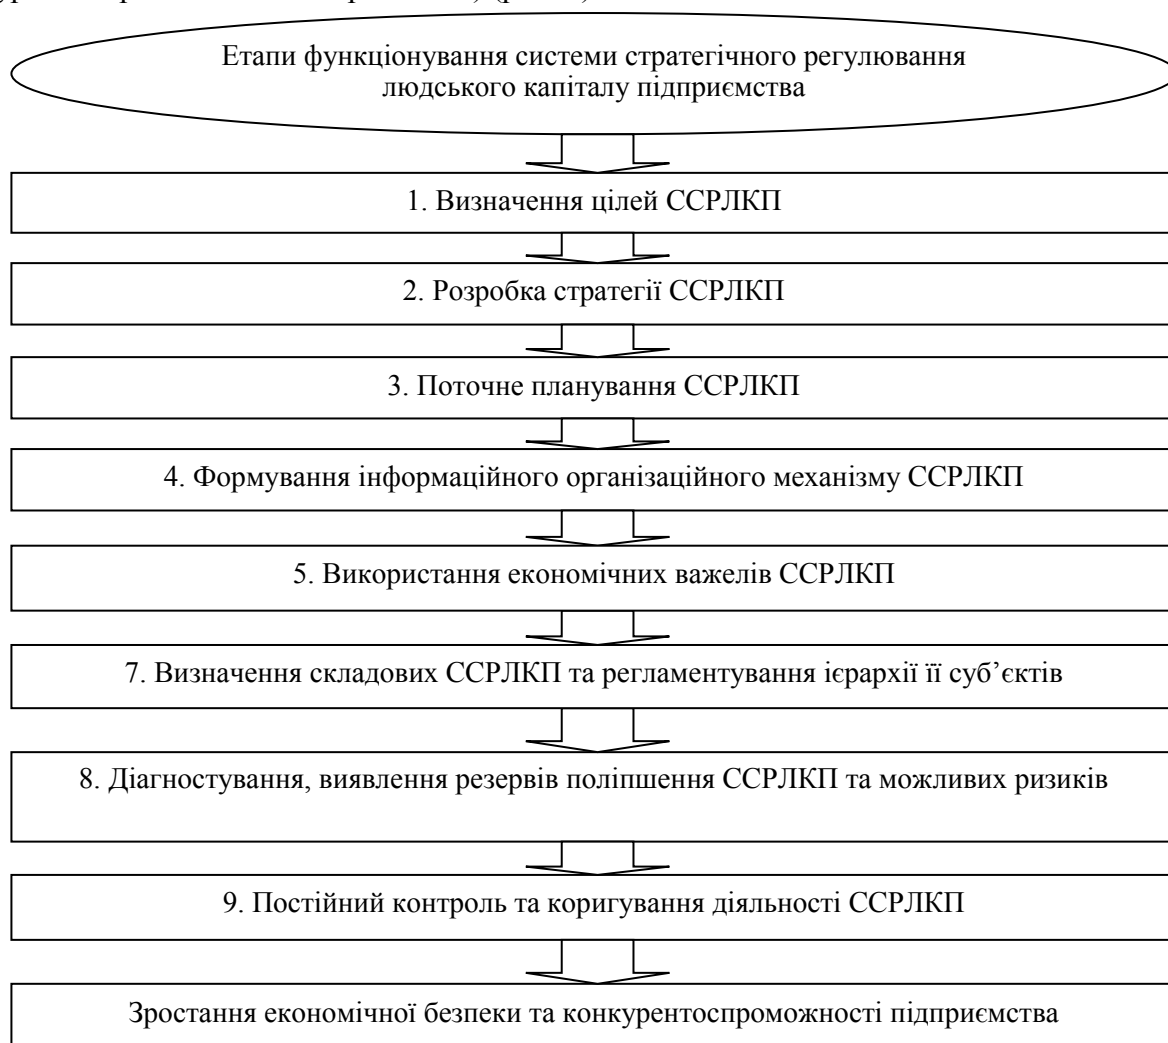 Етапи функціонування системи стратегічного регулювання
людського капіталу підприємства
1. Визначення цілей ССРЛКП
2. Розробка стратегії ССРЛКП
3. Поточне планування ССРЛКП
4. Формування інформаційного організаційного механізму ССРЛКП
5. Використання економічних важелів ССРЛКП
7. Визначення складових ССРЛКП та регламентування ієрархії її суб’єктів
8. Діагностування, виявлення резервів поліпшення ССРЛКП та можливих ризиків
9. Постійний контроль та коригування діяльності ССРЛКП
Зростання економічної безпеки та конкурентоспроможності підприємства